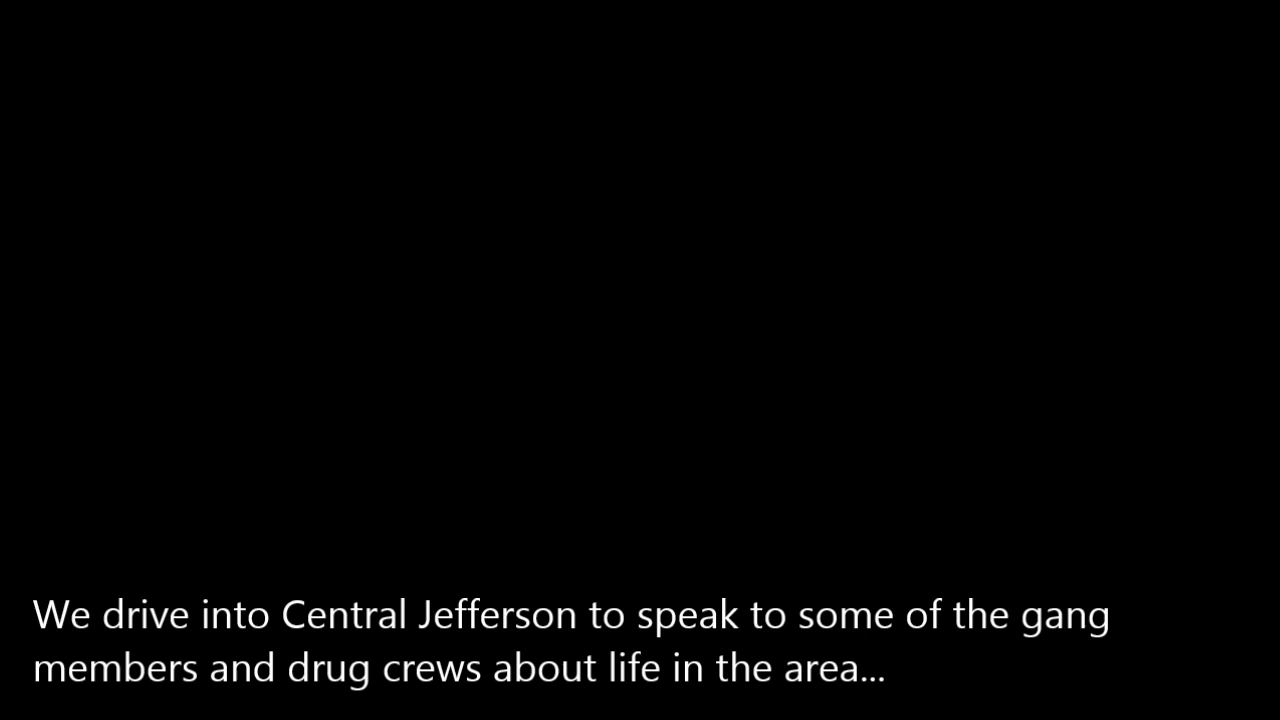 We drive into Central Jefferson to speak to some of the gang
members and drug crews about life in the area...